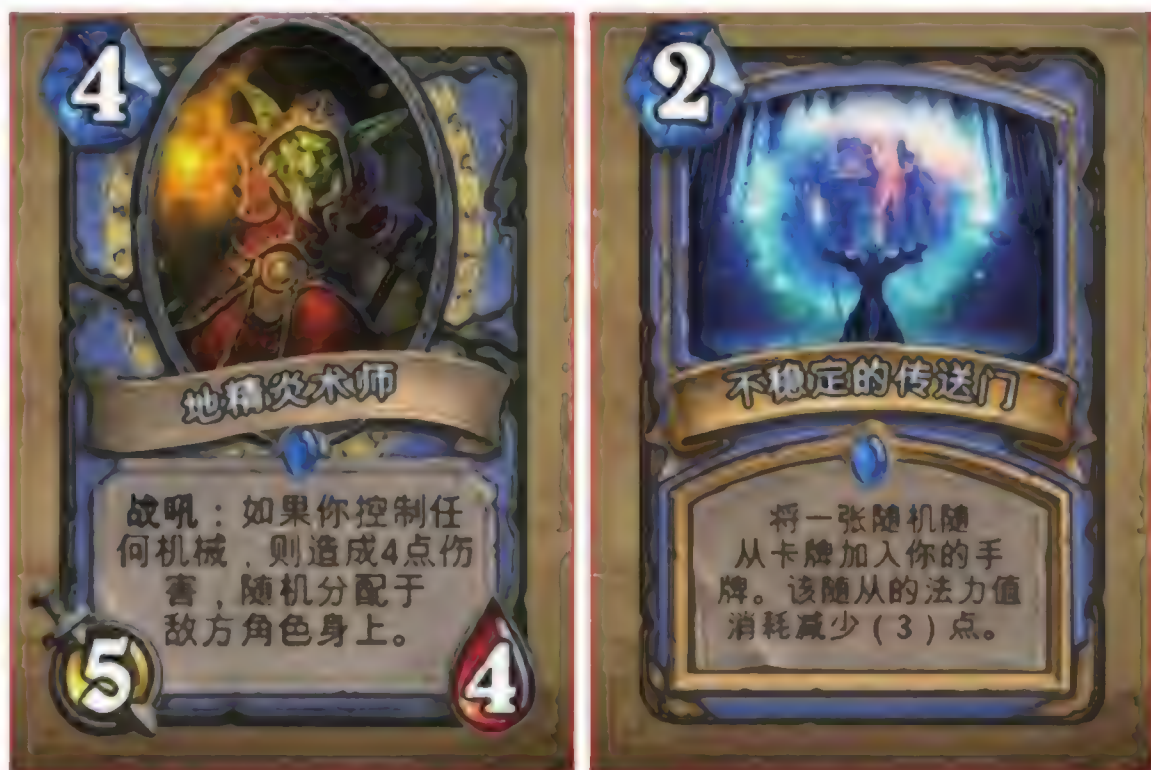 4
地精炎术师
战吼：如果你控制任
何机械，则造成4点伤
害，随机分配于
敌方角色身上。
5
4
2
不稳定的传送门
将一张随机随
从卡牌加入你的手
牌。该随从的法力值
消耗减少（3）点。